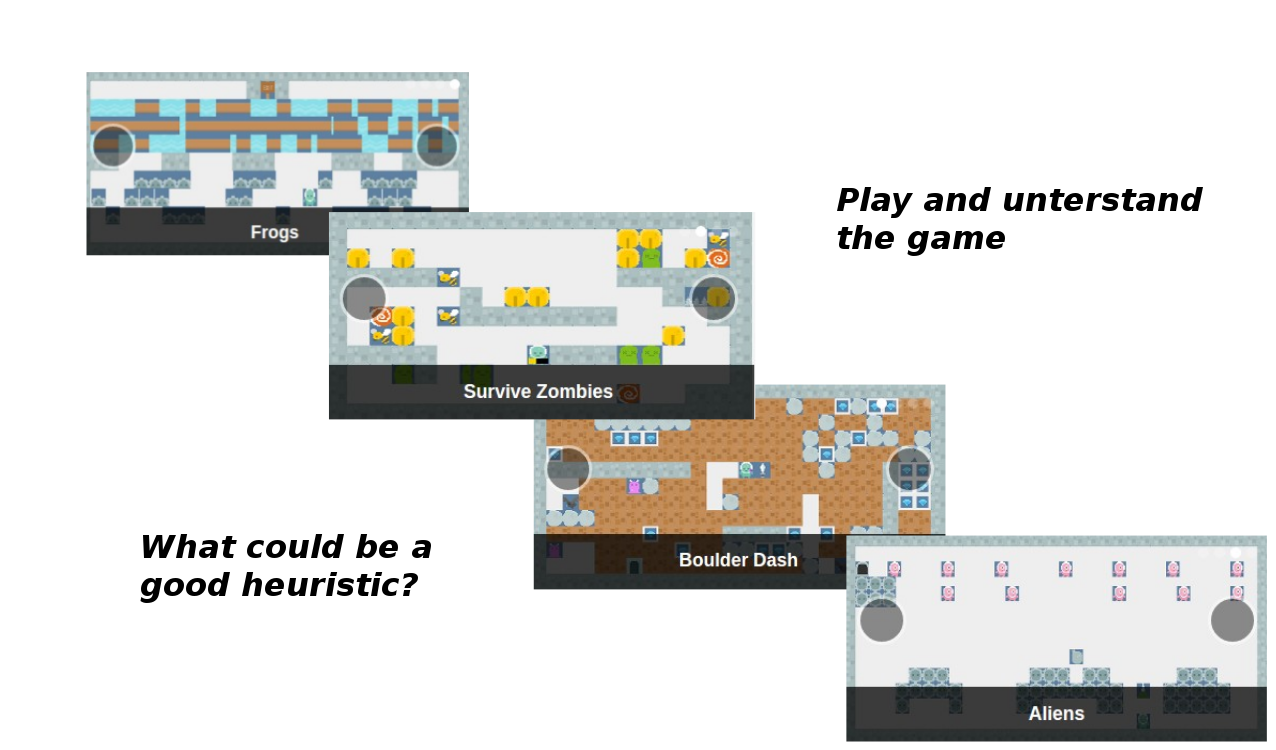 Frogs
Play and unterstand
the game
Survive Zombies
What could be a
good heuristic?
Boulder Dash
Aliens